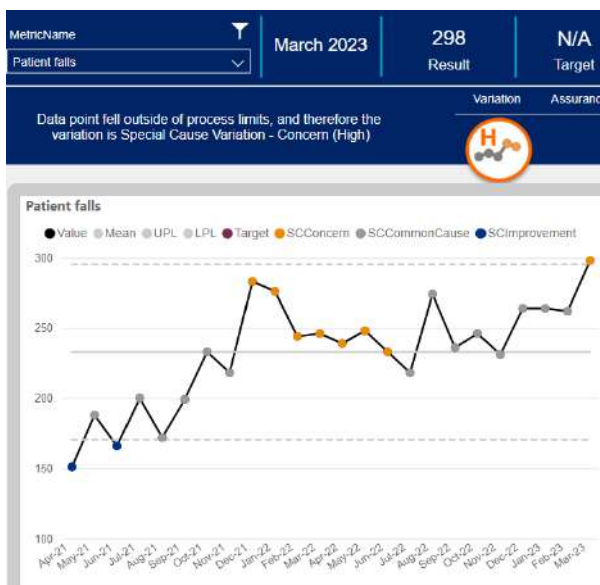 MetricName
Patient falls
March 2023
298
Result
N/A
Target
Data point fell outside of process limits, and therefore the
variation is Special Cause Variation - Concern (High)
Variation
Assuranc
H
Patient falls
Value Mean UPL LPL Target SCConcern SCCommonCause SCImprovement
300
250
200
150
100
Apr-21 May-21 Jun-21 Jul-21 Aug-21 Sep-21 Oct-21 Nov-21 Dec-21 Jan-22 Feb-22 Mar-22 Apr-22 May-22 Jun-22 Jul-22 Aug-22 Sep-22 Oct-22 Nov-22 Dec-22 Jan-23 Feb-23 Mar-23